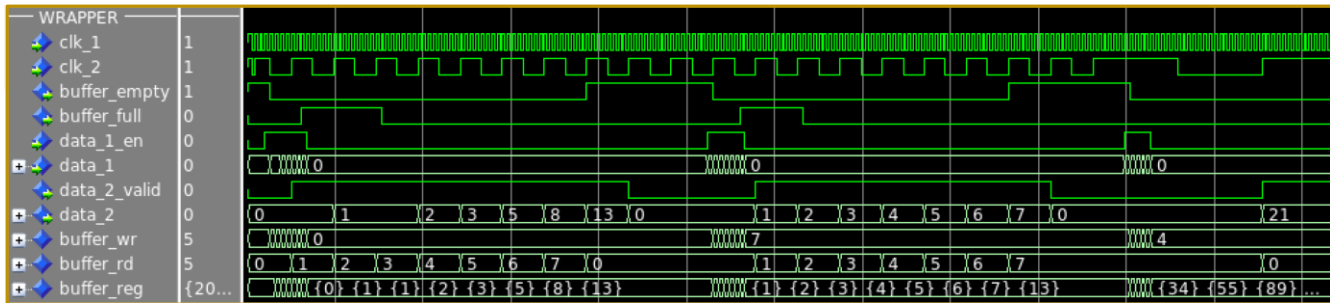 WRAPPER
clk_1 1
clk_2 1
buffer_empty 1
buffer_full 0
data_1_en 0
data_1 0 0 0 0
data_2_valid 0
data_2 0 0 1 2 3 5 8 13 0 1 2 3 4 5 6 7 0 21
buffer_wr 5 0 7 4
buffer_rd 5 0 1 2 3 4 5 6 7 0 1 2 3 4 5 6 7 0
buffer_reg {20... {0} {1} {1} {2} {3} {5} {8} {13} {1} {2} {3} {4} {5} {6} {7} {13} {34} {55} {89} ...